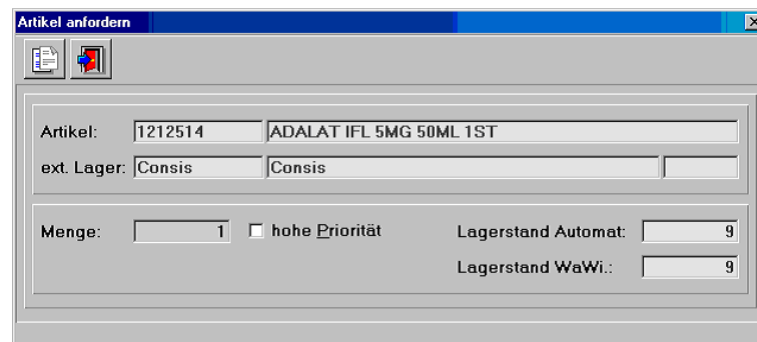 Artikel anfordern
Artikel: 1212514 ADALAT IFL 5MG 50ML 1ST
ext. Lager: Consis Consis
Menge: 1 hohe Priorität Lagerstand Automat: 9
Lagerstand WaWi.: 9